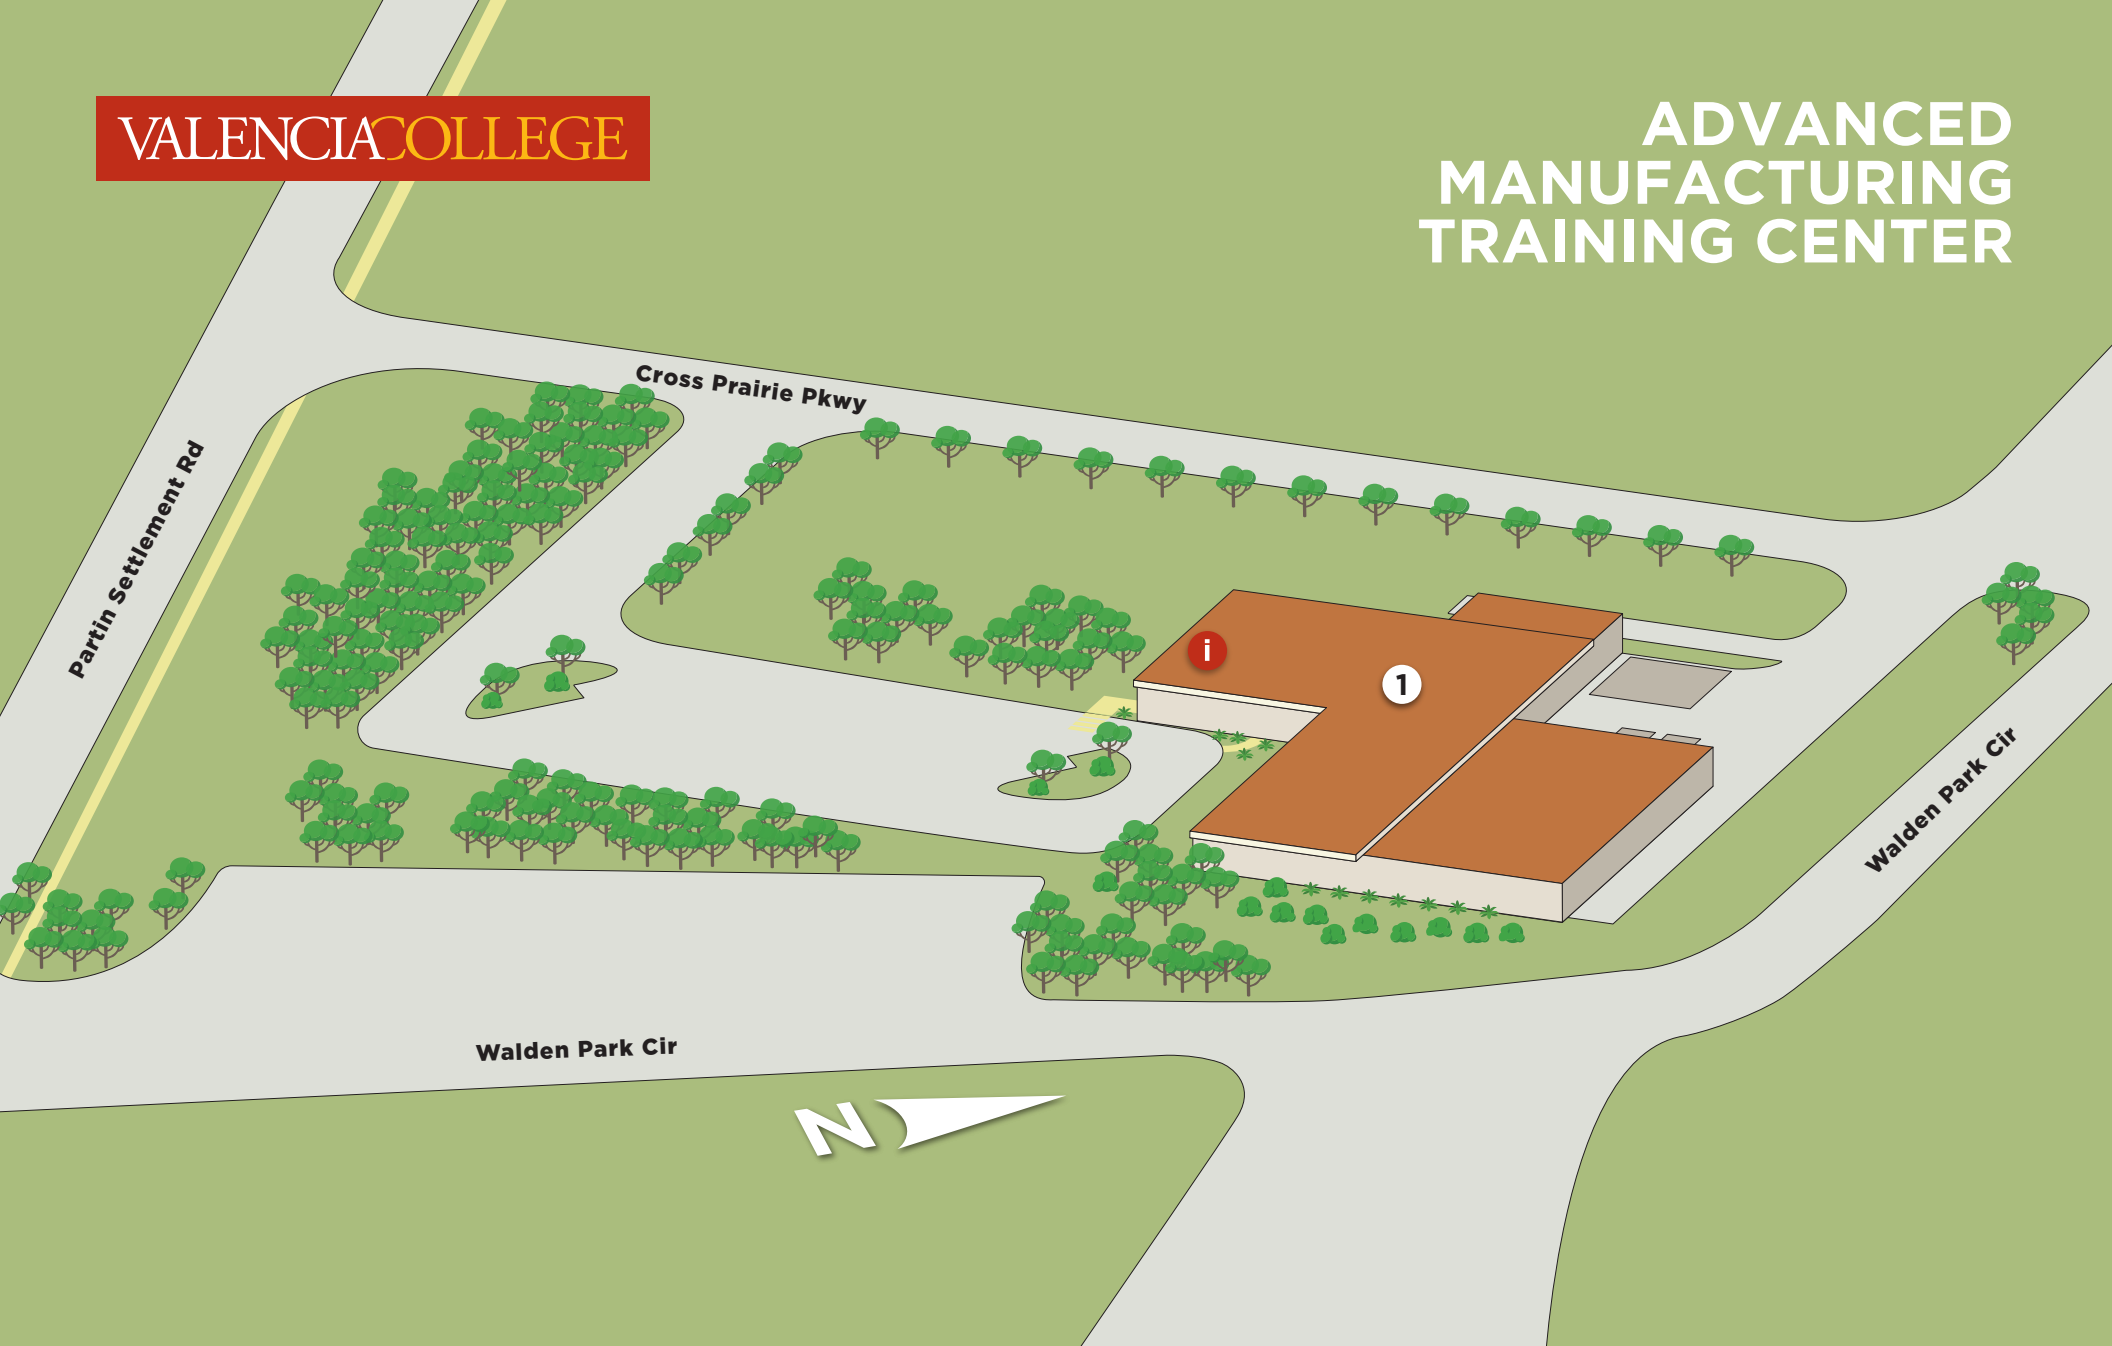 VALENCIACOLLEGE
ADVANCED
MANUFACTURING
TRAINING CENTER
Cross Prairie Pkwy
Partin Settlement Rd
i
1
Walden Park Cir
Walden Park Cir
N